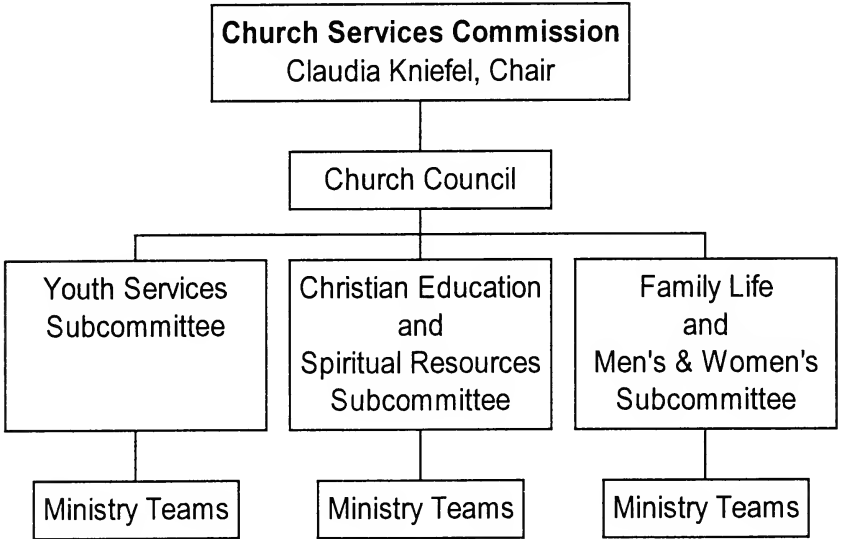 Church Services Commission
Claudia Kniefel, Chair
Church Council
Youth Services
Subcommittee
Christian Education
and
Spiritual Resources
Subcommittee
Family Life
and
Men's & Women's
Subcommittee
Ministry Teams
Ministry Teams
Ministry Teams